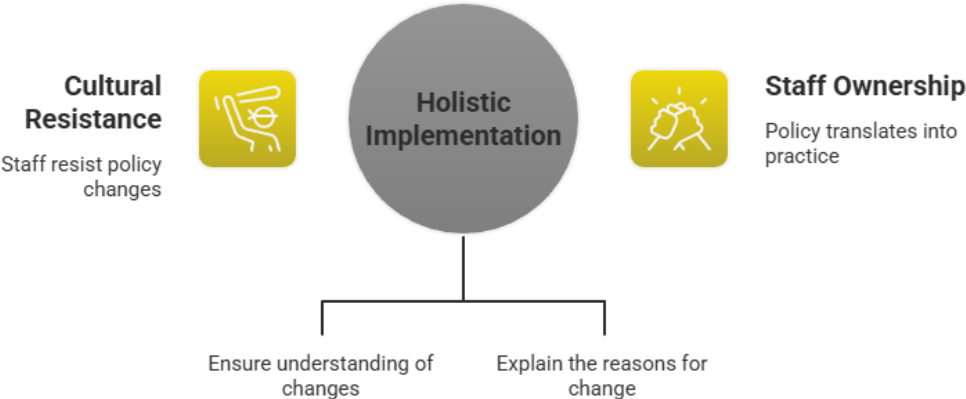 Cultural
Resistance
Staff resist policy
changes
Holistic
Implementation
Staff Ownership
Policy translates into
practice
Ensure understanding of
changes
Explain the reasons for
change